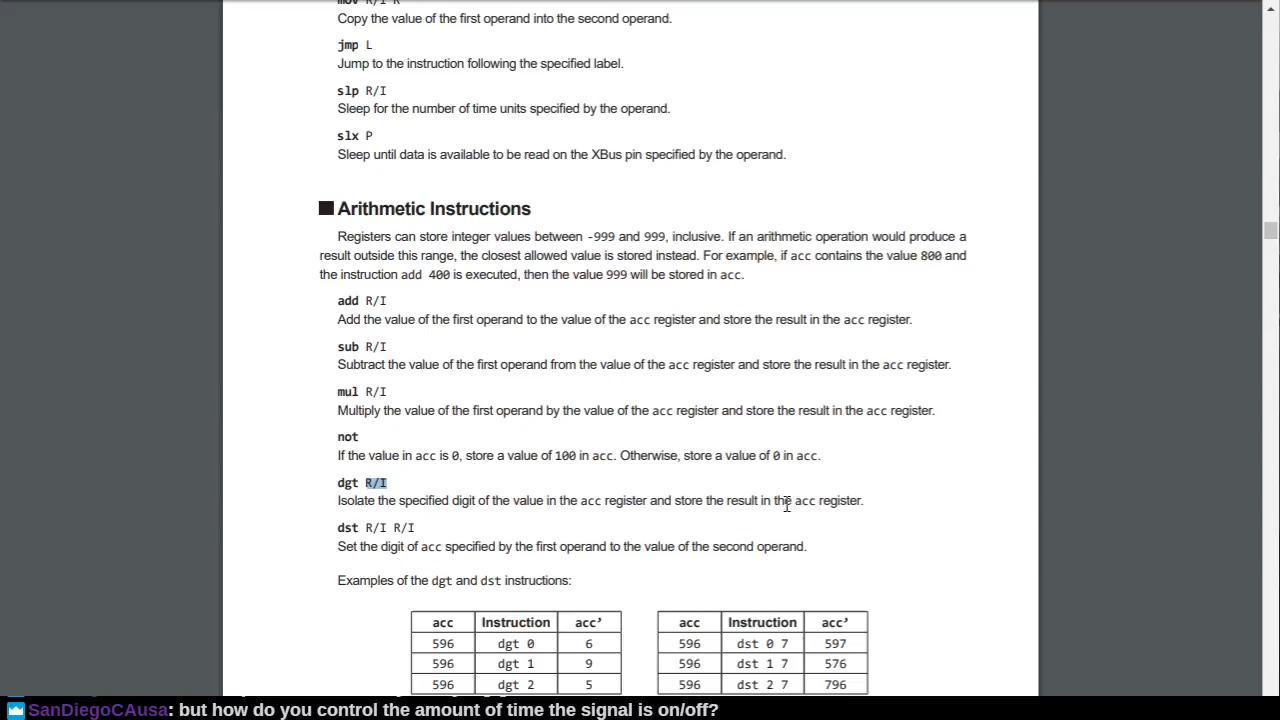 mov R/I R
Copy the value of the first operand into the second operand.
jmp L
Jump to the instruction following the specified label.
slp R/I
Sleep for the number of time units specified by the operand.
slx P
Sleep until data is available to be read on the XBus pin specified by the operand.
Arithmetic Instructions
Registers can store integer values between -999 and 999, inclusive. If an arithmetic operation would produce a
result outside this range, the closest allowed value is stored instead. For example, if acc contains the value 800 and
the instruction add 400 is executed, then the value 999 will be stored in acc.
add R/I
Add the value of the first operand to the value of the acc register and store the result in the acc register.
sub R/I
Subtract the value of the first operand from the value of the acc register and store the result in the acc register.
mul R/I
Multiply the value of the first operand by the value of the acc register and store the result in the acc register.
not
If the value in acc is 0, store a value of 100 in acc. Otherwise, store a value of 0 in acc.
dgt R/I
Isolate the specified digit of the value in the acc register and store the result in the acc register.
dst R/I R/I
Set the digit of acc specified by the first operand to the value of the second operand.
Examples of the dgt and dst instructions:
acc Instruction acc’ acc Instruction acc’
596 dgt 0 6 596 dst 0 7 597
596 dgt 1 9 596 dst 1 7 576
596 dgt 2 5 596 dst 2 7 796
SanDiegoCAusa: but how do you control the amount of time the signal is on/off?